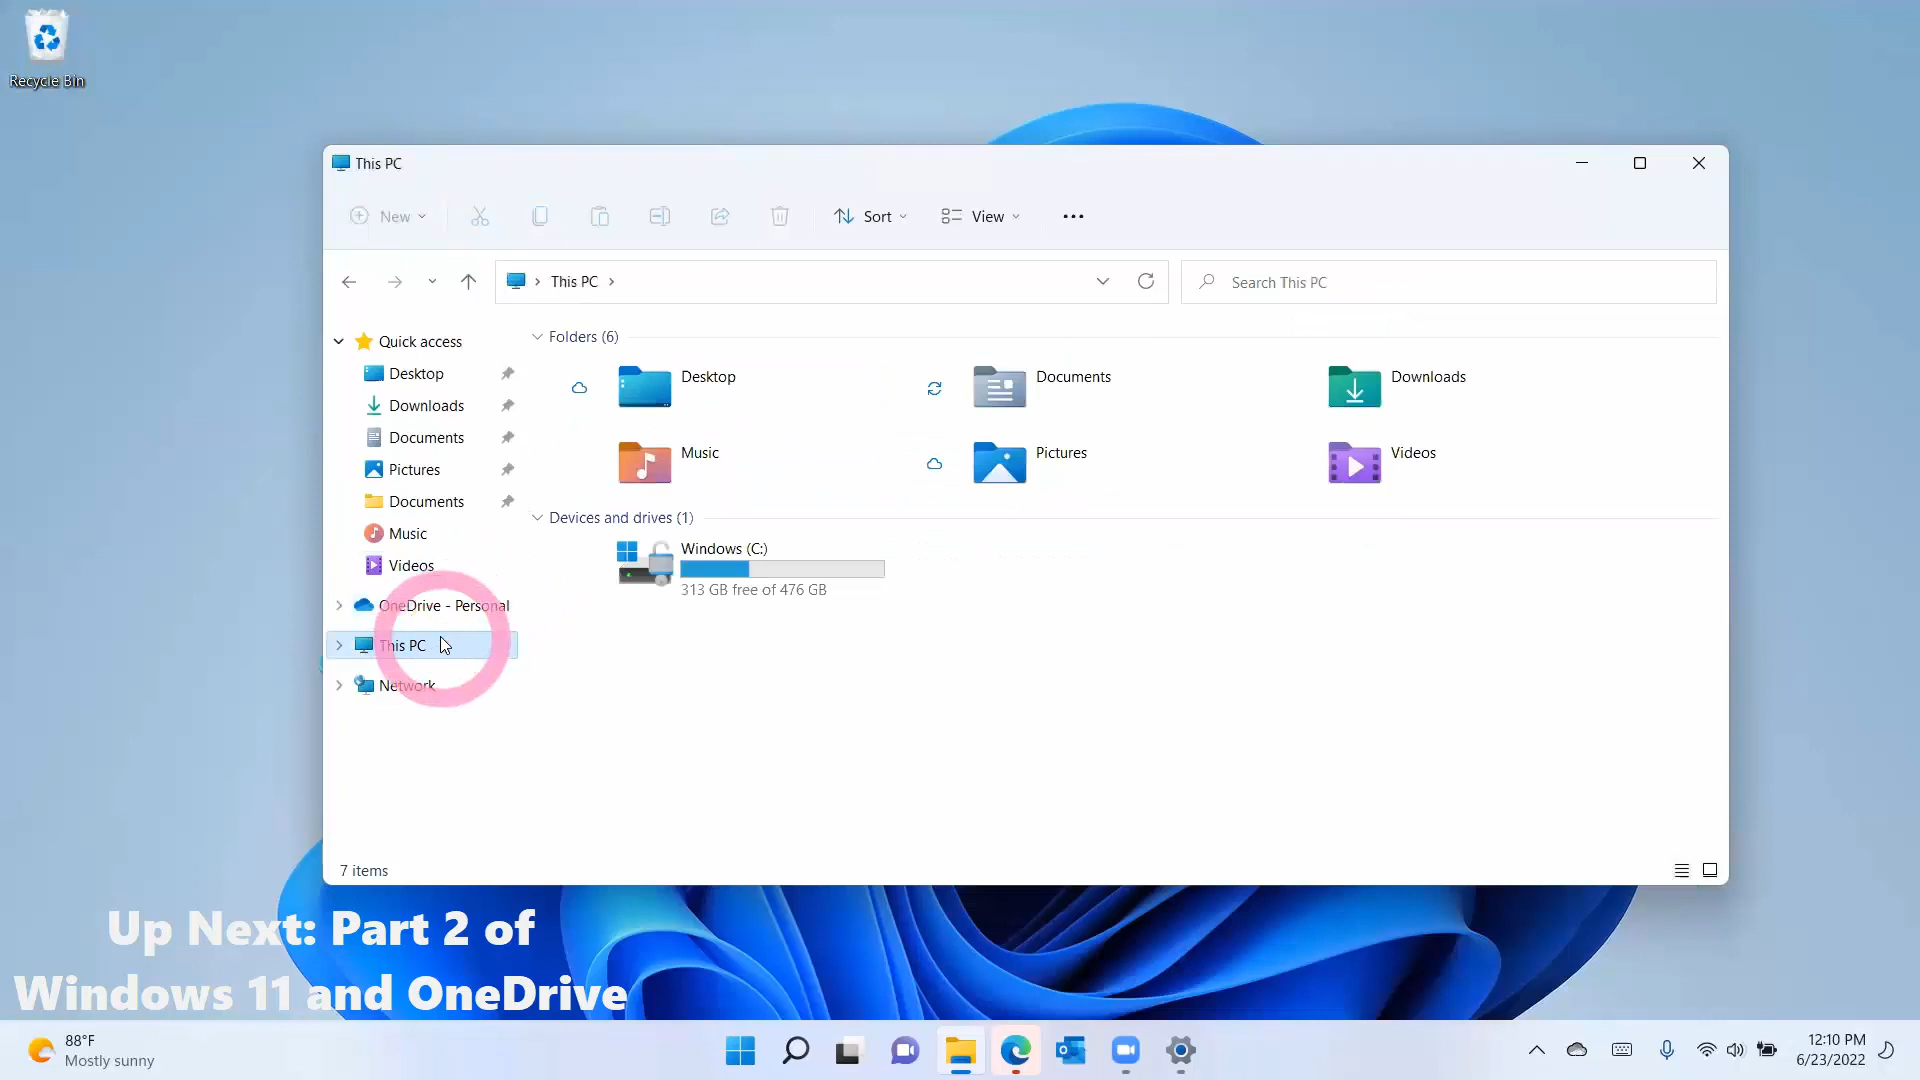 Recycle Bin
This PC
New
Sort
View
This PC
Search This PC
Quick access
Desktop
Downloads
Documents
Pictures
Documents
Music
Videos
OneDrive - Personal
This PC
Network
Folders (6)
Desktop
Documents
Downloads
Music
Pictures
Videos
Devices and drives (1)
Windows (C:)
313 GB free of 476 GB
7 items
Up Next: Part 2 of
Windows 11 and OneDrive
88°F
Mostly sunny
12:10 PM
6/23/2022